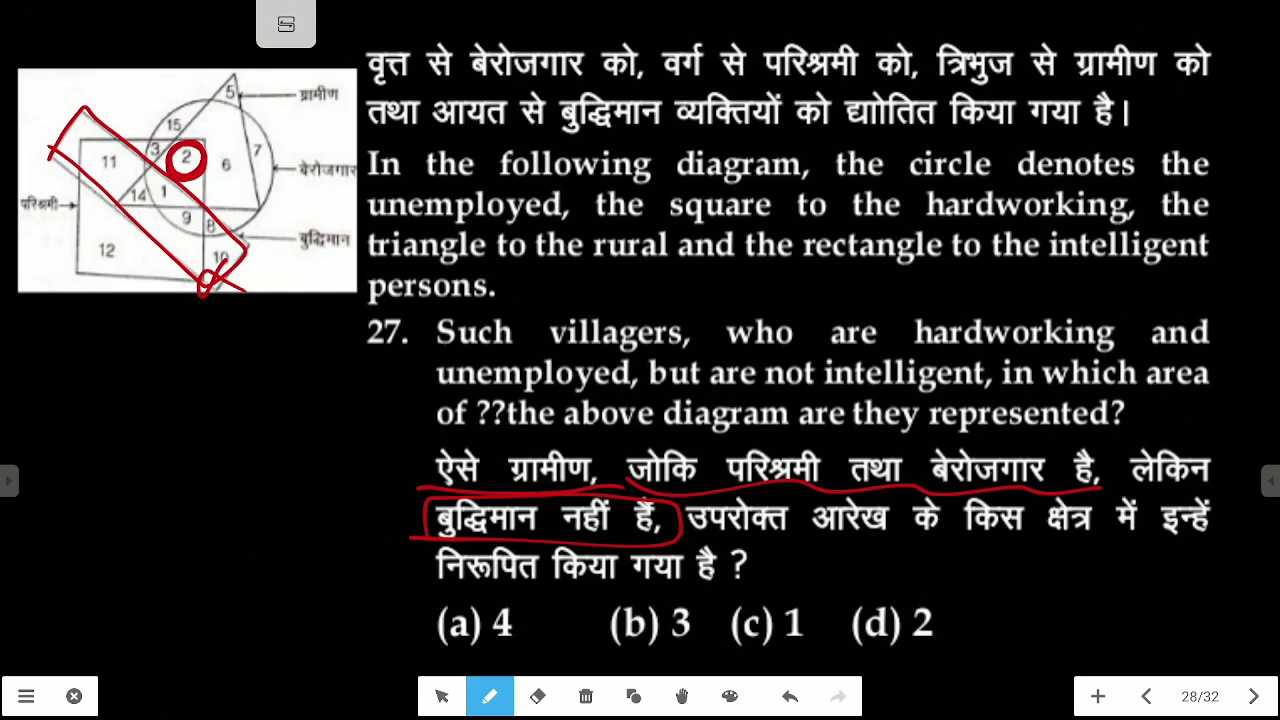 वृत्त से बेरोजगार को, वर्ग से परिश्रमी को, त्रिभुज से ग्रामीण को
तथा आयत से बुद्धिमान व्यक्तियों को द्योतित किया गया है।
In the following diagram, the circle denotes the
unemployed, the square to the hardworking, the
triangle to the rural and the rectangle to the intelligent
persons.
5
ग्रामीण
15
3
2
11
6
7
बेरोजगार
14
1
परिश्रमी
9
8
बुद्धिमान
12
10
27. Such villagers, who are hardworking and
unemployed, but are not intelligent, in which area
of ??the above diagram are they represented?
ऐसे ग्रामीण, जोकि परिश्रमी तथा बेरोजगार है, लेकिन
बुद्धिमान नहीं हैं, उपरोक्त आरेख के किस क्षेत्र में इन्हें
निरूपित किया गया है ?
(a) 4 (b) 3 (c) 1 (d) 2
28/32